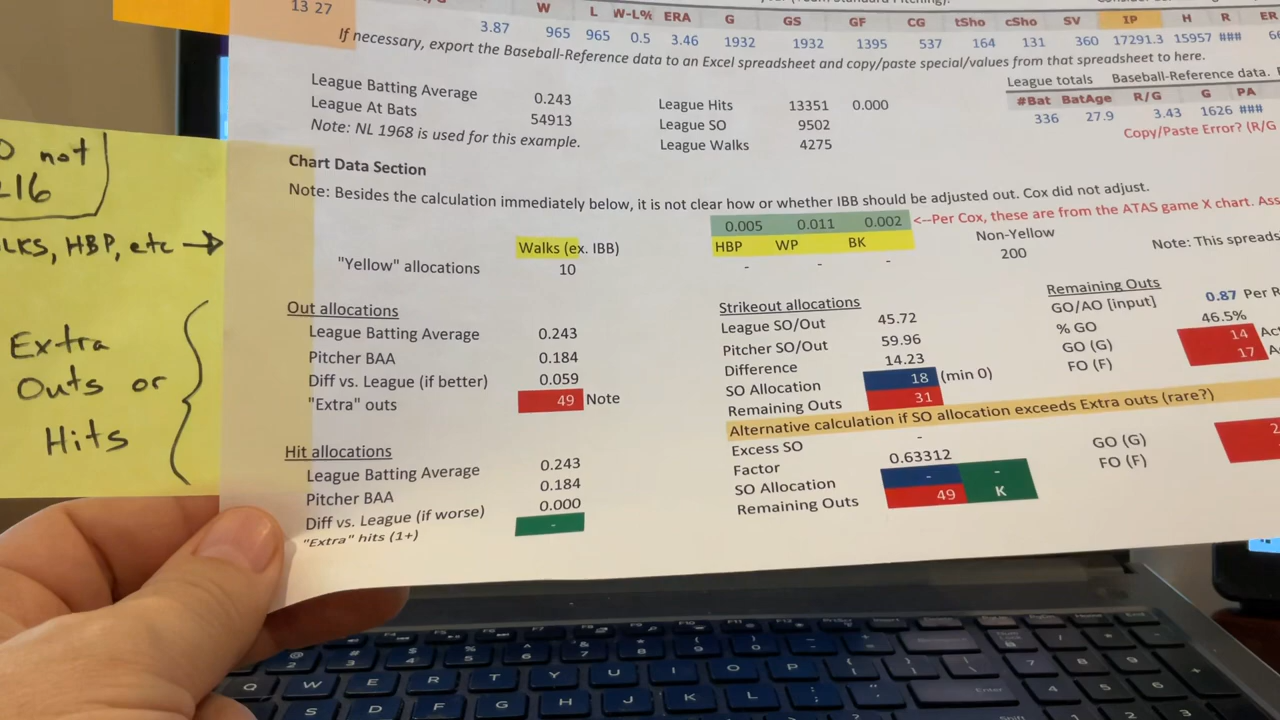 13 27
W L W-L% ERA G GS GF CG tSho cSho SV IP H R ER
3.87 965 965 0.5 3.46 1932 1932 1395 537 164 131 360 17291.3 15957 ###
If necessary, export the Baseball-Reference data to an Excel spreadsheet and copy/paste special/values from that spreadsheet to here.
League totals Baseball-Reference data.
League Batting Average 0.243 League Hits 13351 0.000
#Bat BatAge R/G G PA
League At Bats 54913 League SO 9502
336 27.9 3.43 1626 ###
Note: NL 1968 is used for this example. League Walks 4275
Copy/Paste Error? (R/G
Chart Data Section
Note: Besides the calculation immediately below, it is not clear how or whether IBB should be adjusted out. Cox did not adjust.
0.005 0.011 0.002 <--Per Cox, these are from the ATAS game X chart.
Walks (ex. IBB) HBP WP BK Non-Yellow
"Yellow" allocations 10 - - - 200
Note: This spreads
Out allocations Strikeout allocations Remaining Outs
League Batting Average 0.243 League SO/Out 45.72 GO/AO [input] 0.87 Per R
Pitcher BAA 0.184 Pitcher SO/Out 59.96 % GO 46.5%
Diff vs. League (if better) 0.059 Difference 14.23 GO (G) 14
"Extra" outs 49 Note SO Allocation 18 (min 0) FO (F) 17
Remaining Outs 31
Alternative calculation if SO allocation exceeds Extra outs (rare?)
Hit allocations Excess SO - GO (G)
League Batting Average 0.243 Factor 0.63312 FO (F)
Pitcher BAA 0.184 SO Allocation - -
Diff vs. League (if worse) 0.000 Remaining Outs 49 K
"Extra" hits (1+) -
not
16
LKS, HBP, etc →
Extra
Outs or
Hits
Q W E R T Y U I O P
S D F G H J K L
Enter